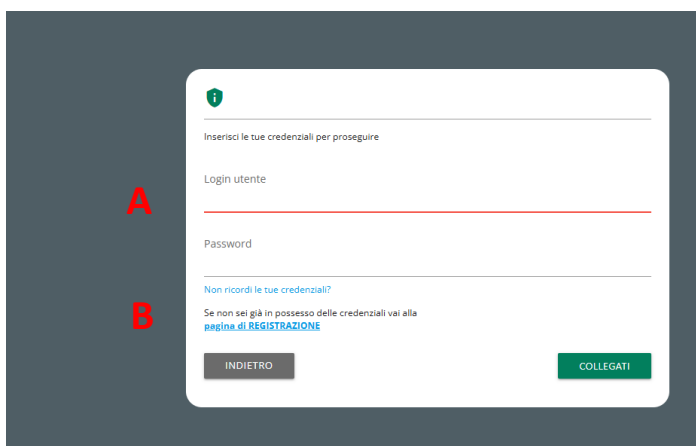 Inserisci le tue credenziali per proseguire
Login utente
A
Password
Non ricordi le tue credenziali?
B
Se non sei già in possesso delle credenziali vai alla
pagina di REGISTRAZIONE
INDIETRO
COLLEGATI